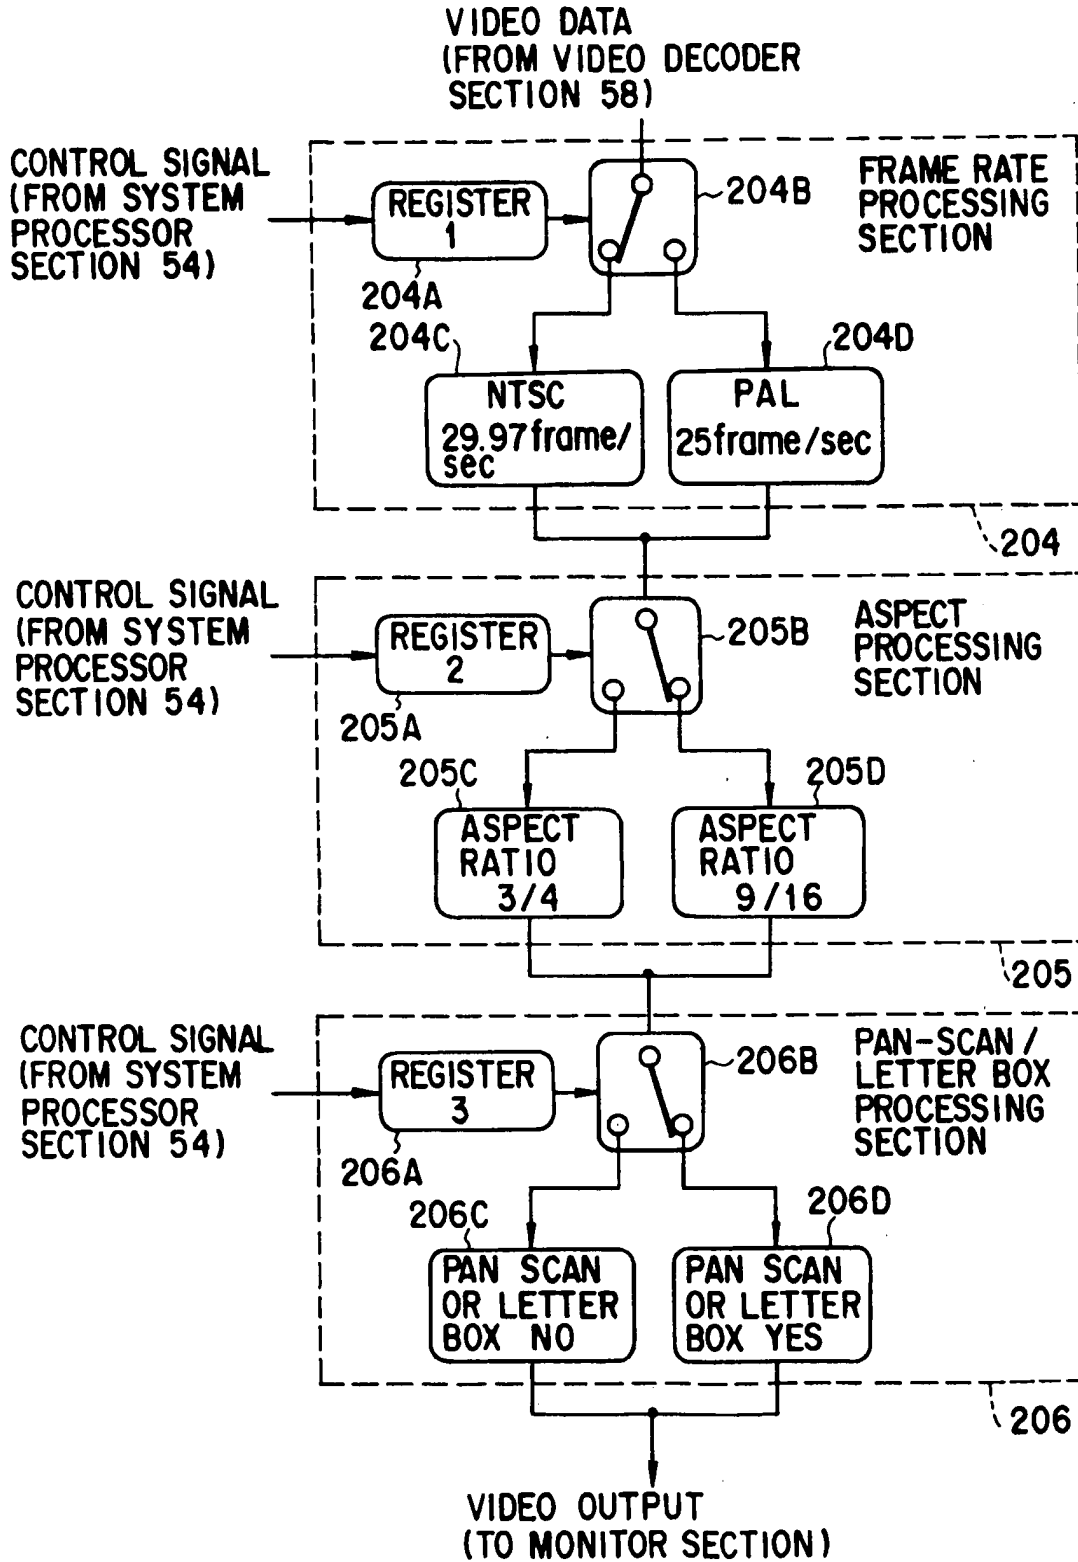 VIDEO DATA
(FROM VIDEO DECODER
SECTION 58)
CONTROL SIGNAL
(FROM SYSTEM
PROCESSOR
SECTION 54)
REGISTER
1
204A
204B
FRAME RATE
PROCESSING
SECTION
204C
NTSC
29.97frame/
sec
204D
PAL
25frame/sec
204
CONTROL SIGNAL
(FROM SYSTEM
PROCESSOR
SECTION 54)
REGISTER
2
205A
205B
ASPECT
PROCESSING
SECTION
205C
ASPECT
RATIO
3/4
205D
ASPECT
RATIO
9/16
205
CONTROL SIGNAL
(FROM SYSTEM
PROCESSOR
SECTION 54)
REGISTER
3
206A
206B
PAN-SCAN/
LETTER BOX
PROCESSING
SECTION
206C
PAN SCAN
OR LETTER
BOX NO
206D
PAN SCAN
OR LETTER
BOX YES
206
VIDEO OUTPUT
(TO MONITOR SECTION)